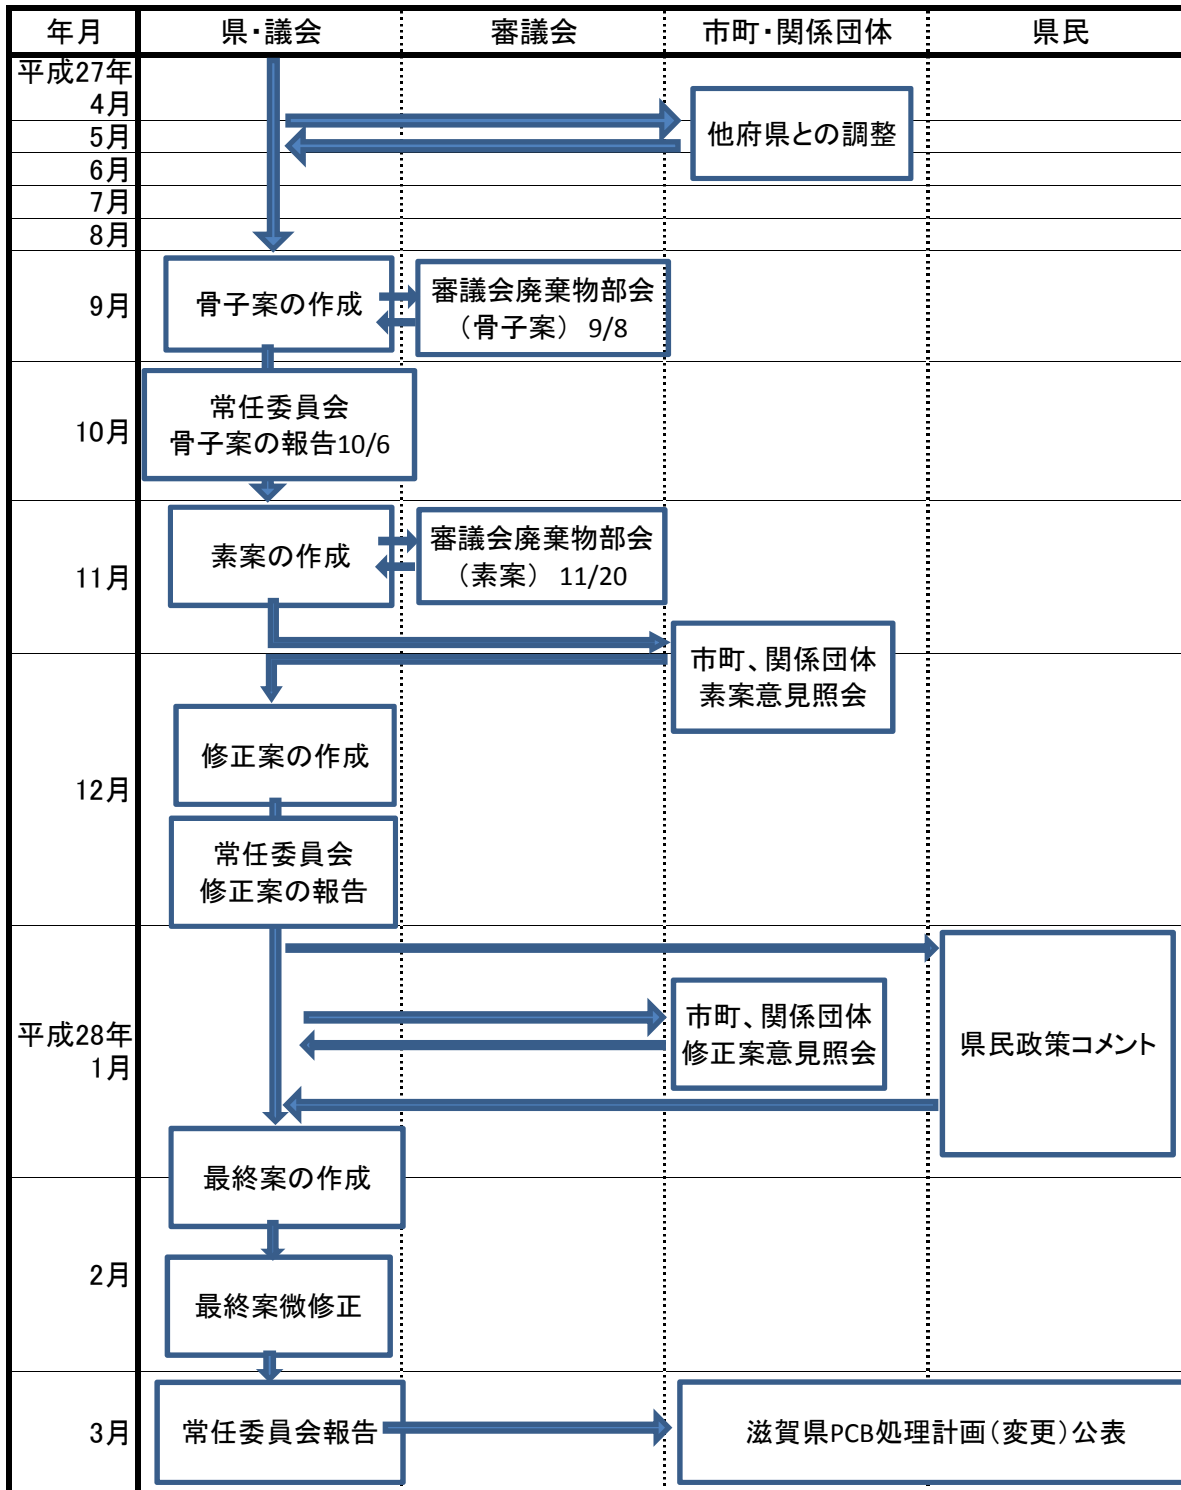 年月
県・議会
審議会
市町・関係団体
県民
平成27年
4月
5月
6月
7月
8月
他府県との調整
9月
骨子案の作成
審議会廃棄物部会
（骨子案） 9/8
10月
常任委員会
骨子案の報告10/6
11月
素案の作成
審議会廃棄物部会
（素案） 11/20
市町、関係団体
素案意見照会
12月
修正案の作成
常任委員会
修正案の報告
平成28年
1月
市町、関係団体
修正案意見照会
県民政策コメント
最終案の作成
2月
最終案微修正
3月
常任委員会報告
滋賀県PCB処理計画（変更）公表